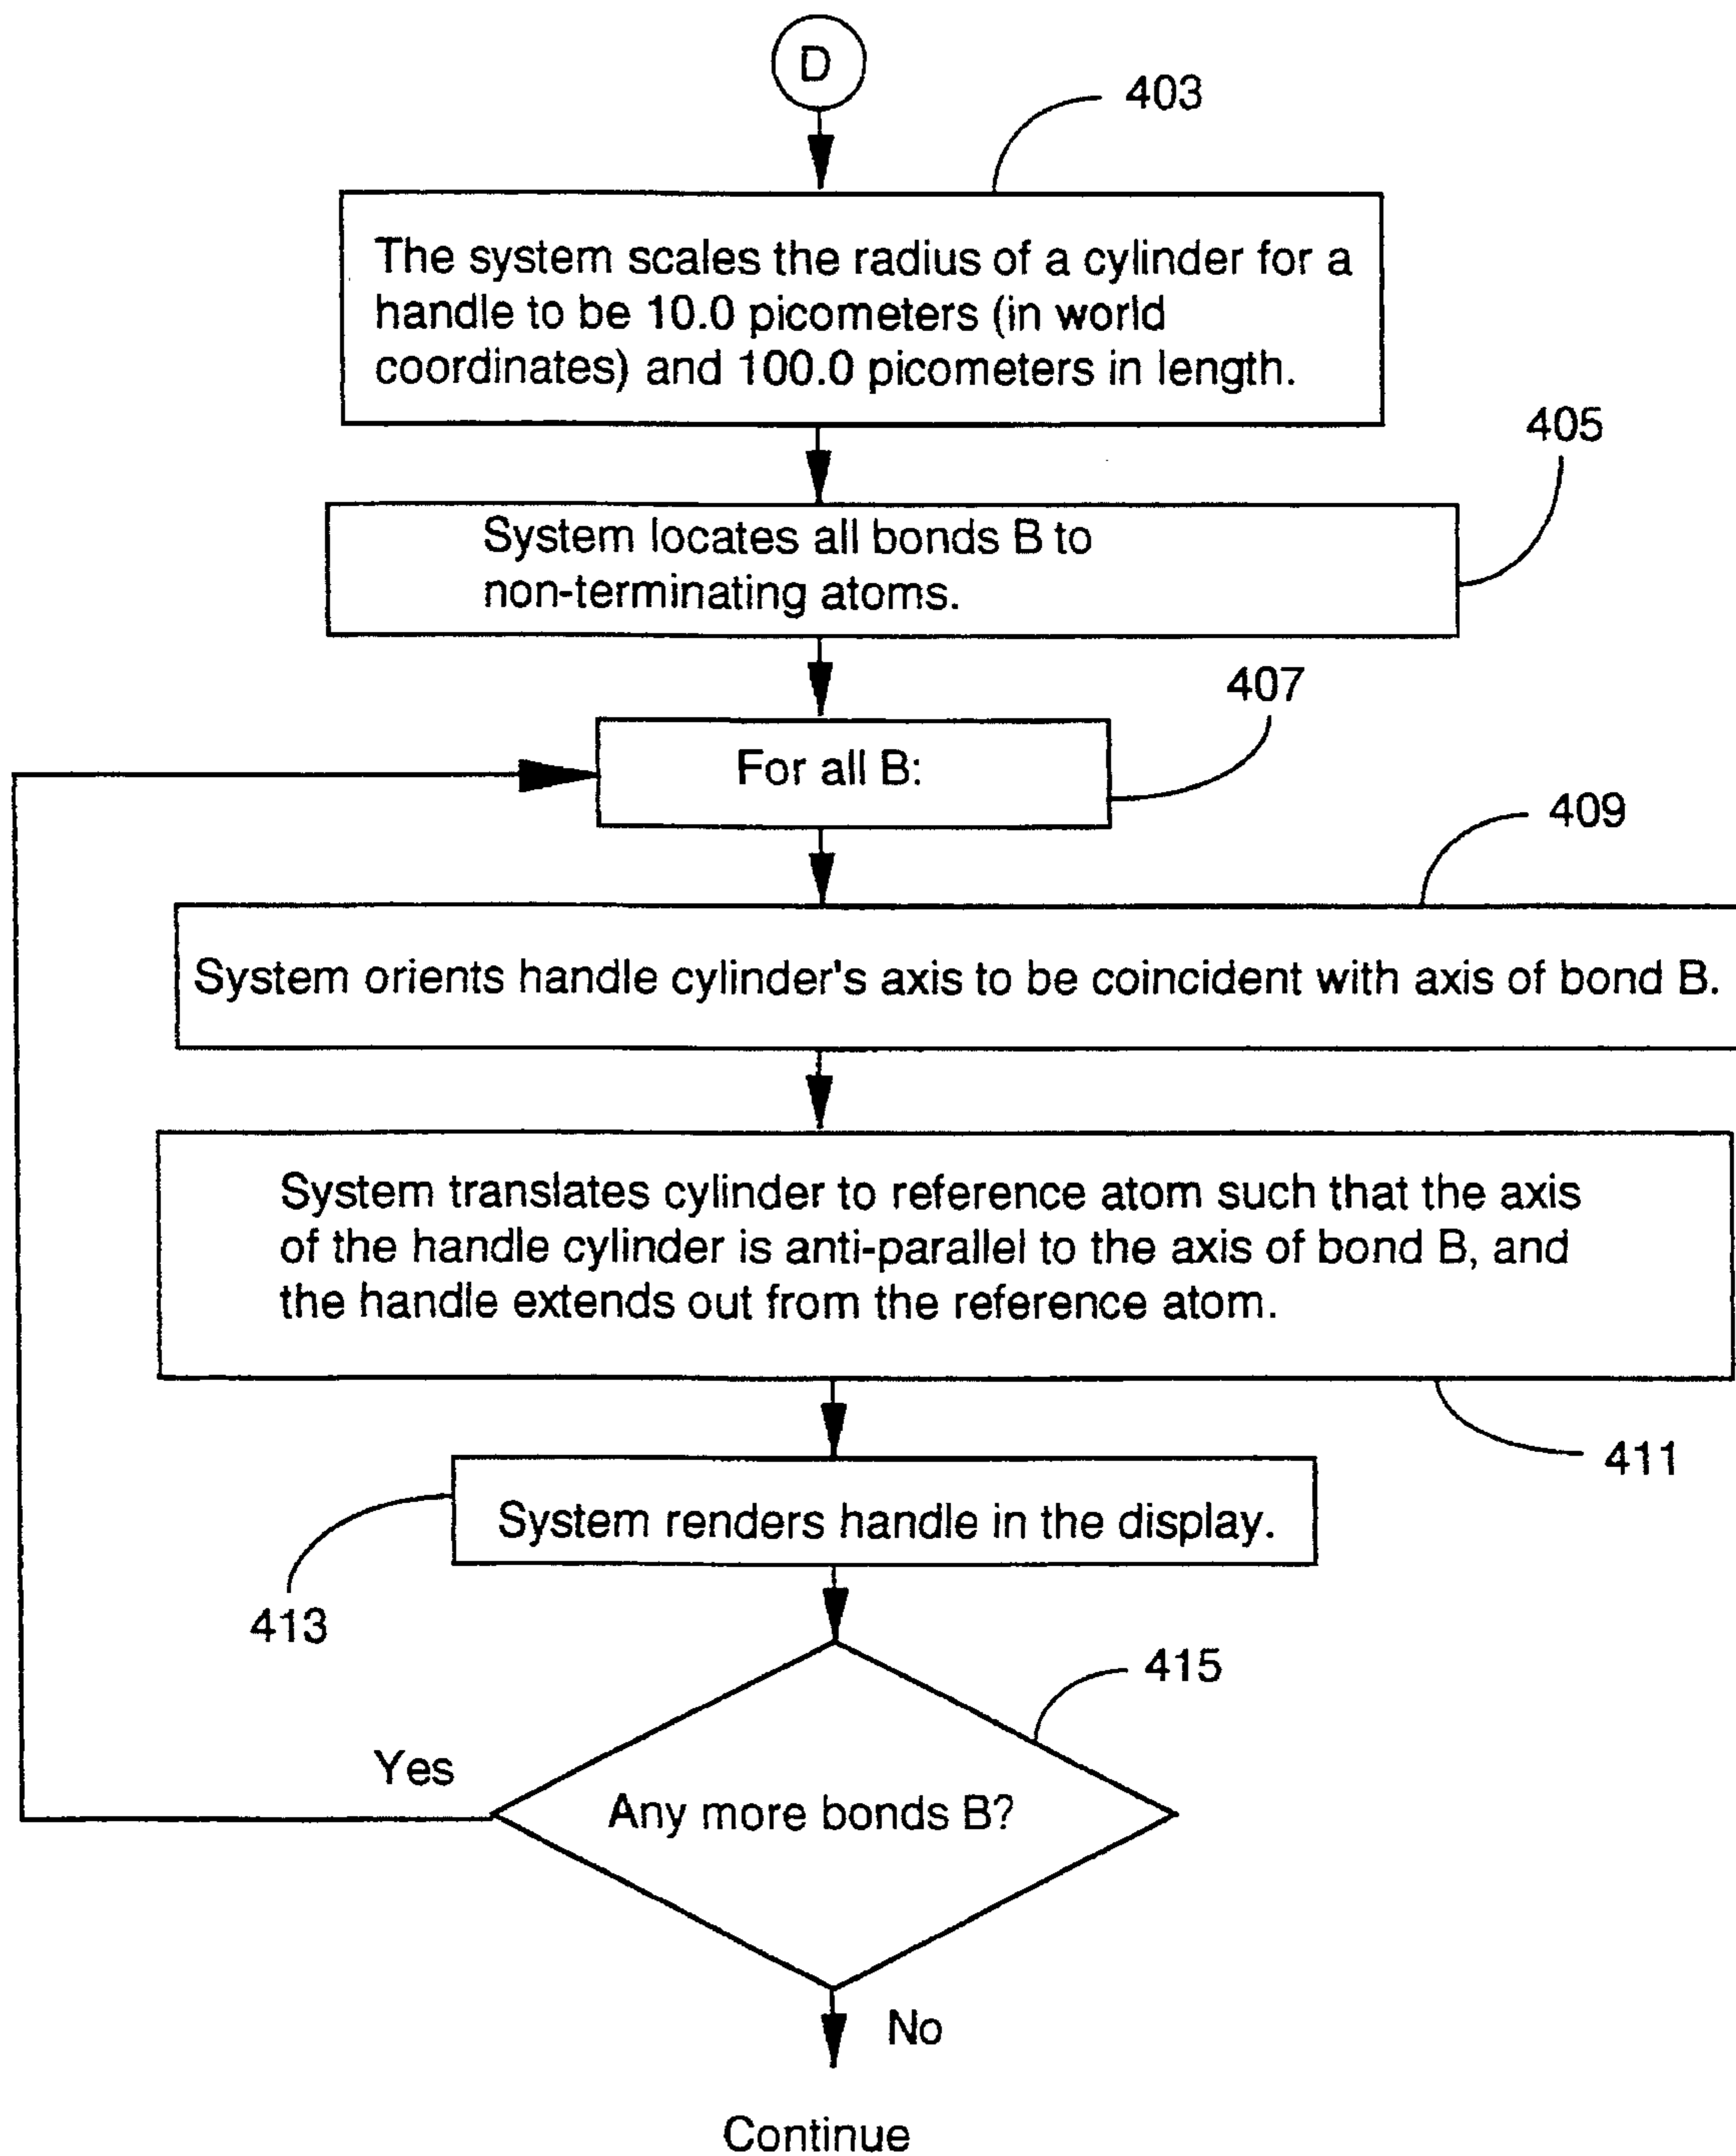 D
403
The system scales the radius of a cylinder for a
handle to be 10.0 picometers (in world
coordinates) and 100.0 picometers in length.
405
System locates all bonds B to
non-terminating atoms.
407
For all B:
409
System orients handle cylinder's axis to be coincident with axis of bond B.
System translates cylinder to reference atom such that the axis
of the handle cylinder is anti-parallel to the axis of bond B, and
the handle extends out from the reference atom.
411
System renders handle in the display.
413
415
Yes
Any more bonds B?
No
Continue